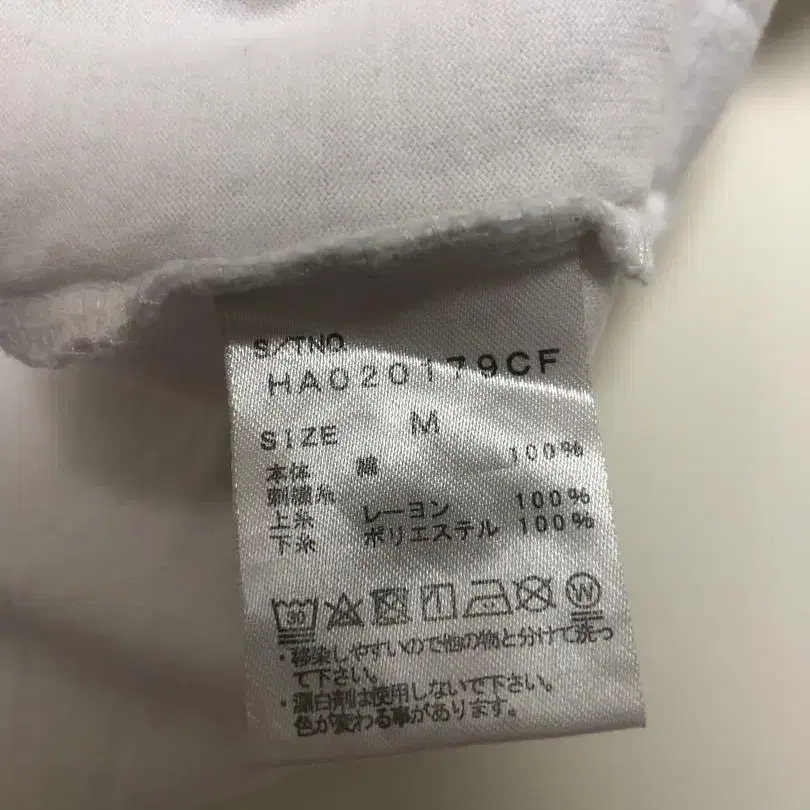 S/TNO
HA020179CF
SIZE M
本体 綿 100%
刺繍糸
上糸 レーヨン 100%
下糸 ポリエステル 100%
30 W
・移染しやすいので他の物と分けて洗っ
て下さい。
・漂白剤は使用しないで下さい。
色が変わる事があります。